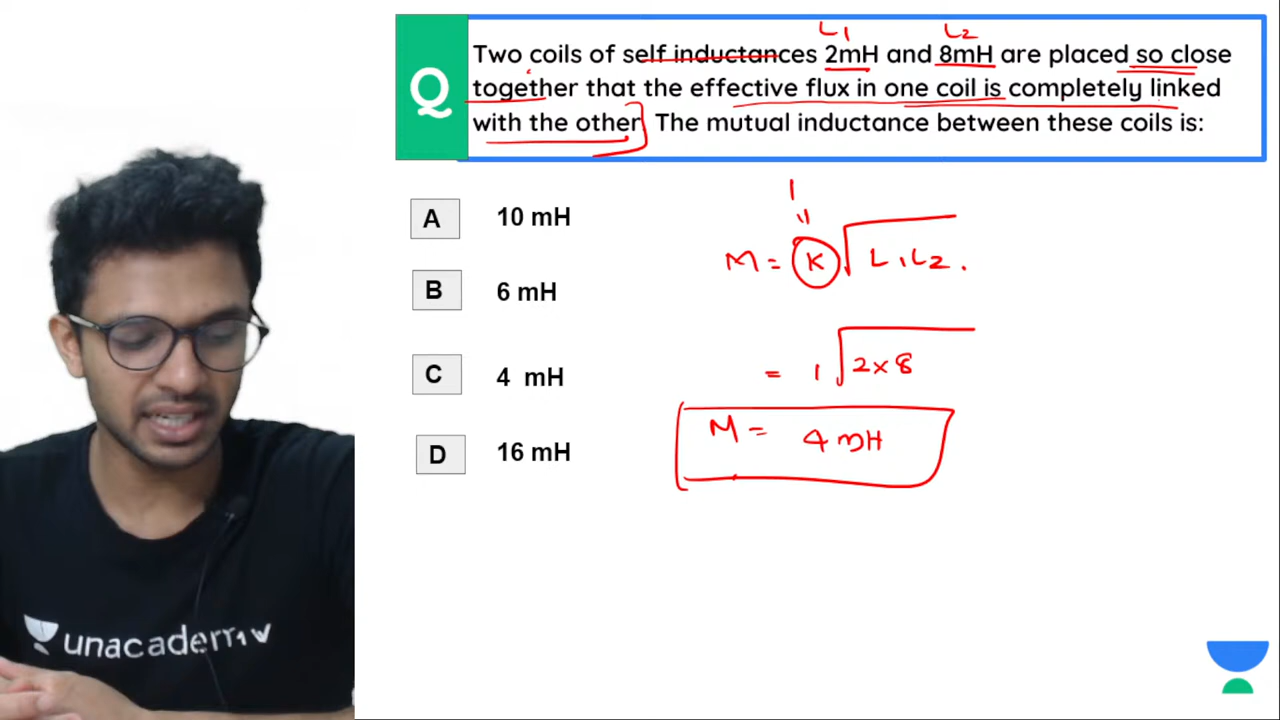 L1 L2
Q
Two coils of self inductances 2mH and 8mH are placed so close
together that the effective flux in one coil is completely linked
with the other. The mutual inductance between these coils is:
1
=
M = K √ L1L2.
= 1 √ 2×8
M = 4 mH
A 10 mH
B 6 mH
C 4 mH
D 16 mH
unacademy